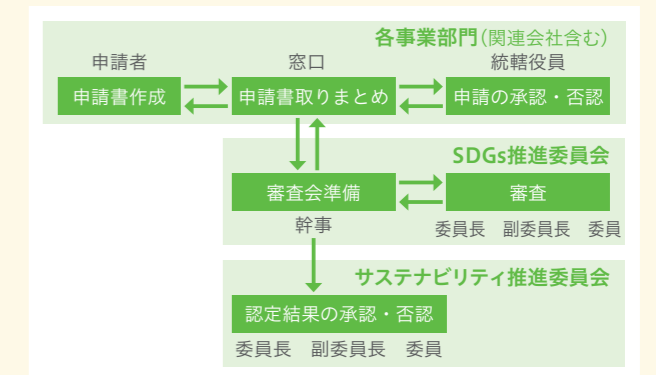 各事業部門(関連会社含む)
申請者 窓口 統轄役員
申請書作成 申請書取りまとめ 申請の承認・否認
SDGs推進委員会
審査会準備 審査
幹事 委員長 副委員長 委員
サステナビリティ推進委員会
認定結果の承認・否認
委員長 副委員長 委員